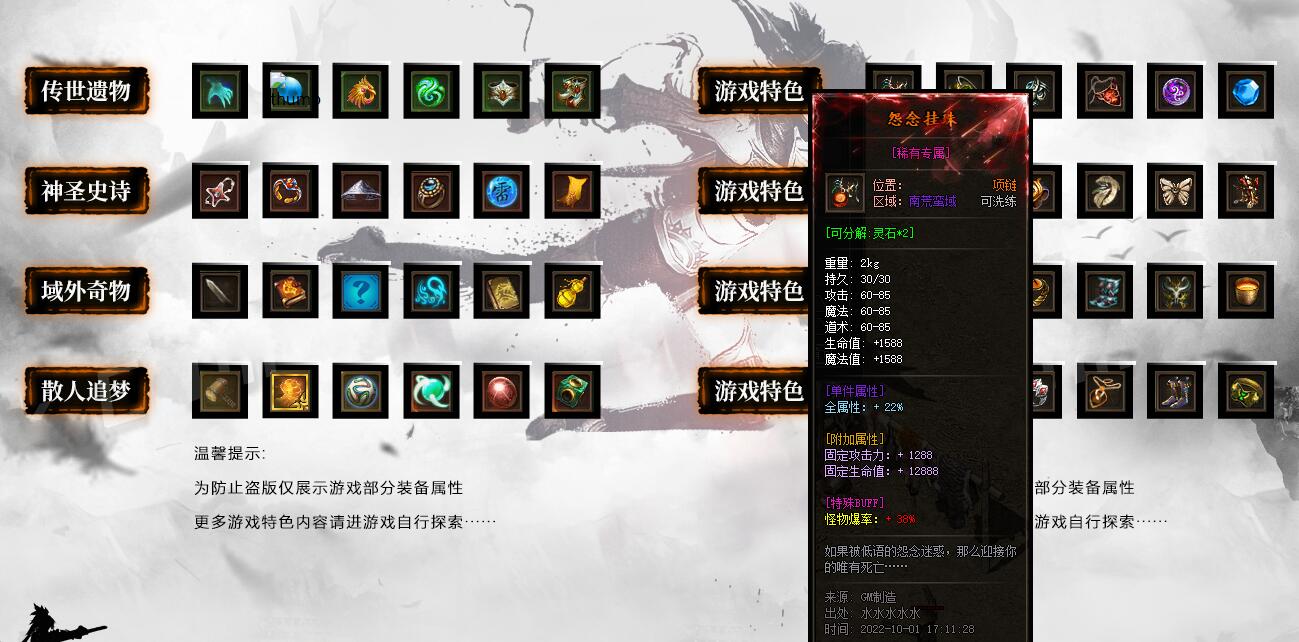 传世遗物
thump
游戏特色
神圣史诗
游戏特色
域外奇物
游戏特色
散人追梦
游戏特色
温馨提示:
为防止盗版仅展示游戏部分装备属性
更多游戏特色内容请进游戏自行探索……
怨念挂珠
[稀有专属]
位置: 项链
区域: 南荒蛮域 可洗练
[可分解:灵石*2]
重量: 2kg
持久: 30/30
攻击: 60-85
魔法: 60-85
道术: 60-85
生命值: +1588
魔法值: +1588
[单件属性]
全属性: + 22%
[附加属性]
固定攻击力: + 1288
固定生命值: + 12888
[特殊BUFF]
怪物爆率: + 38%
如果被低语的怨念迷惑，那么迎接你
的唯有死亡……
来源: GM制造
出处: 水水水水水
时间: 2022-10-01 17:11:28
部分装备属性
游戏自行探索……